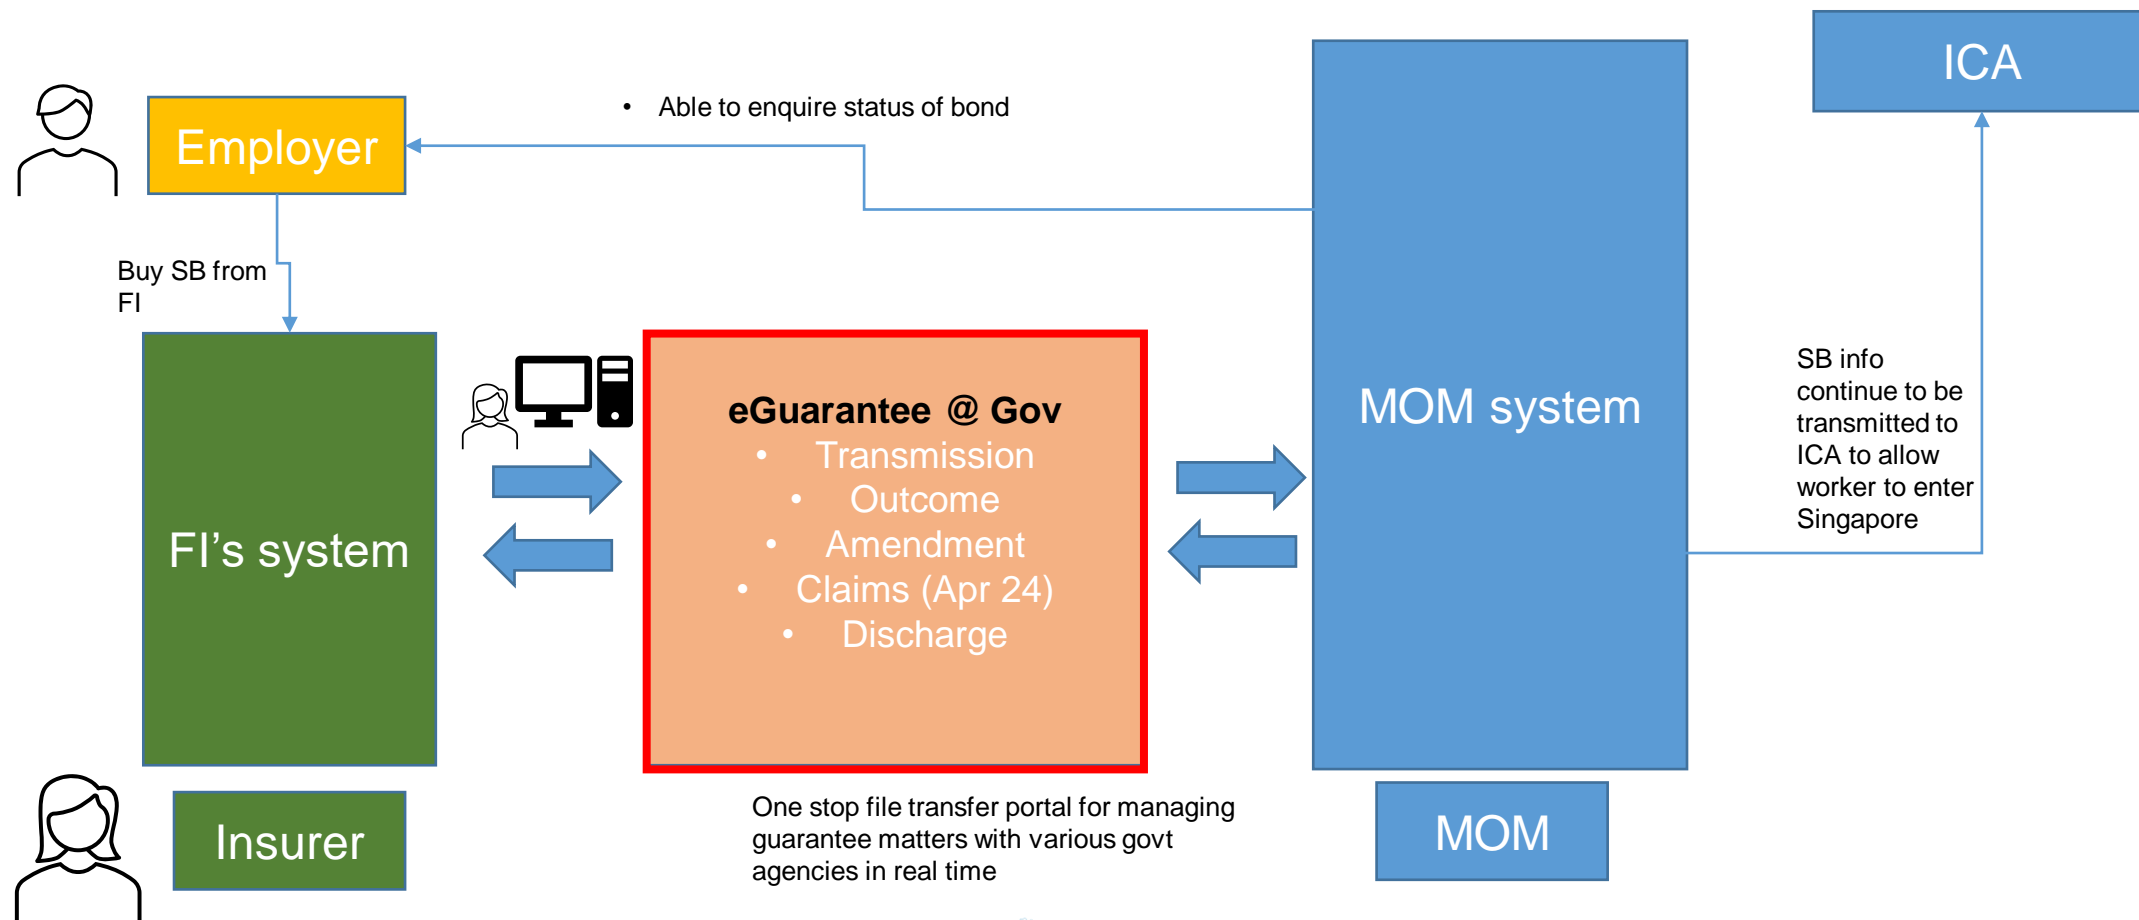 ICA
• Able to enquire status of bond
Employer
Buy SB from
FI
eGuarantee @ Gov
• Transmission
• Outcome
• Amendment
• Claims (Apr 24)
• Discharge
FI's system
MOM system
SB info
continue to be
transmitted to
ICA to allow
worker to enter
Singapore
One stop file transfer portal for managing
guarantee matters with various govt
agencies in real time
Insurer
MOM